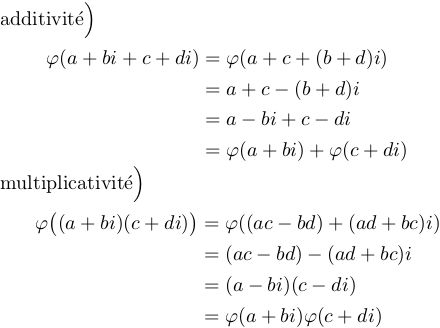 additivité)
φ(a + bi + c + di) = φ(a + c + (b + d)i)
= a + c − (b + d)i
= a − bi + c − di
= φ(a + bi) + φ(c + di)
multiplicativité)
φ((a + bi)(c + di)) = φ((ac − bd) + (ad + bc)i)
= (ac − bd) − (ad + bc)i
= (a − bi)(c − di)
= φ(a + bi)φ(c + di)